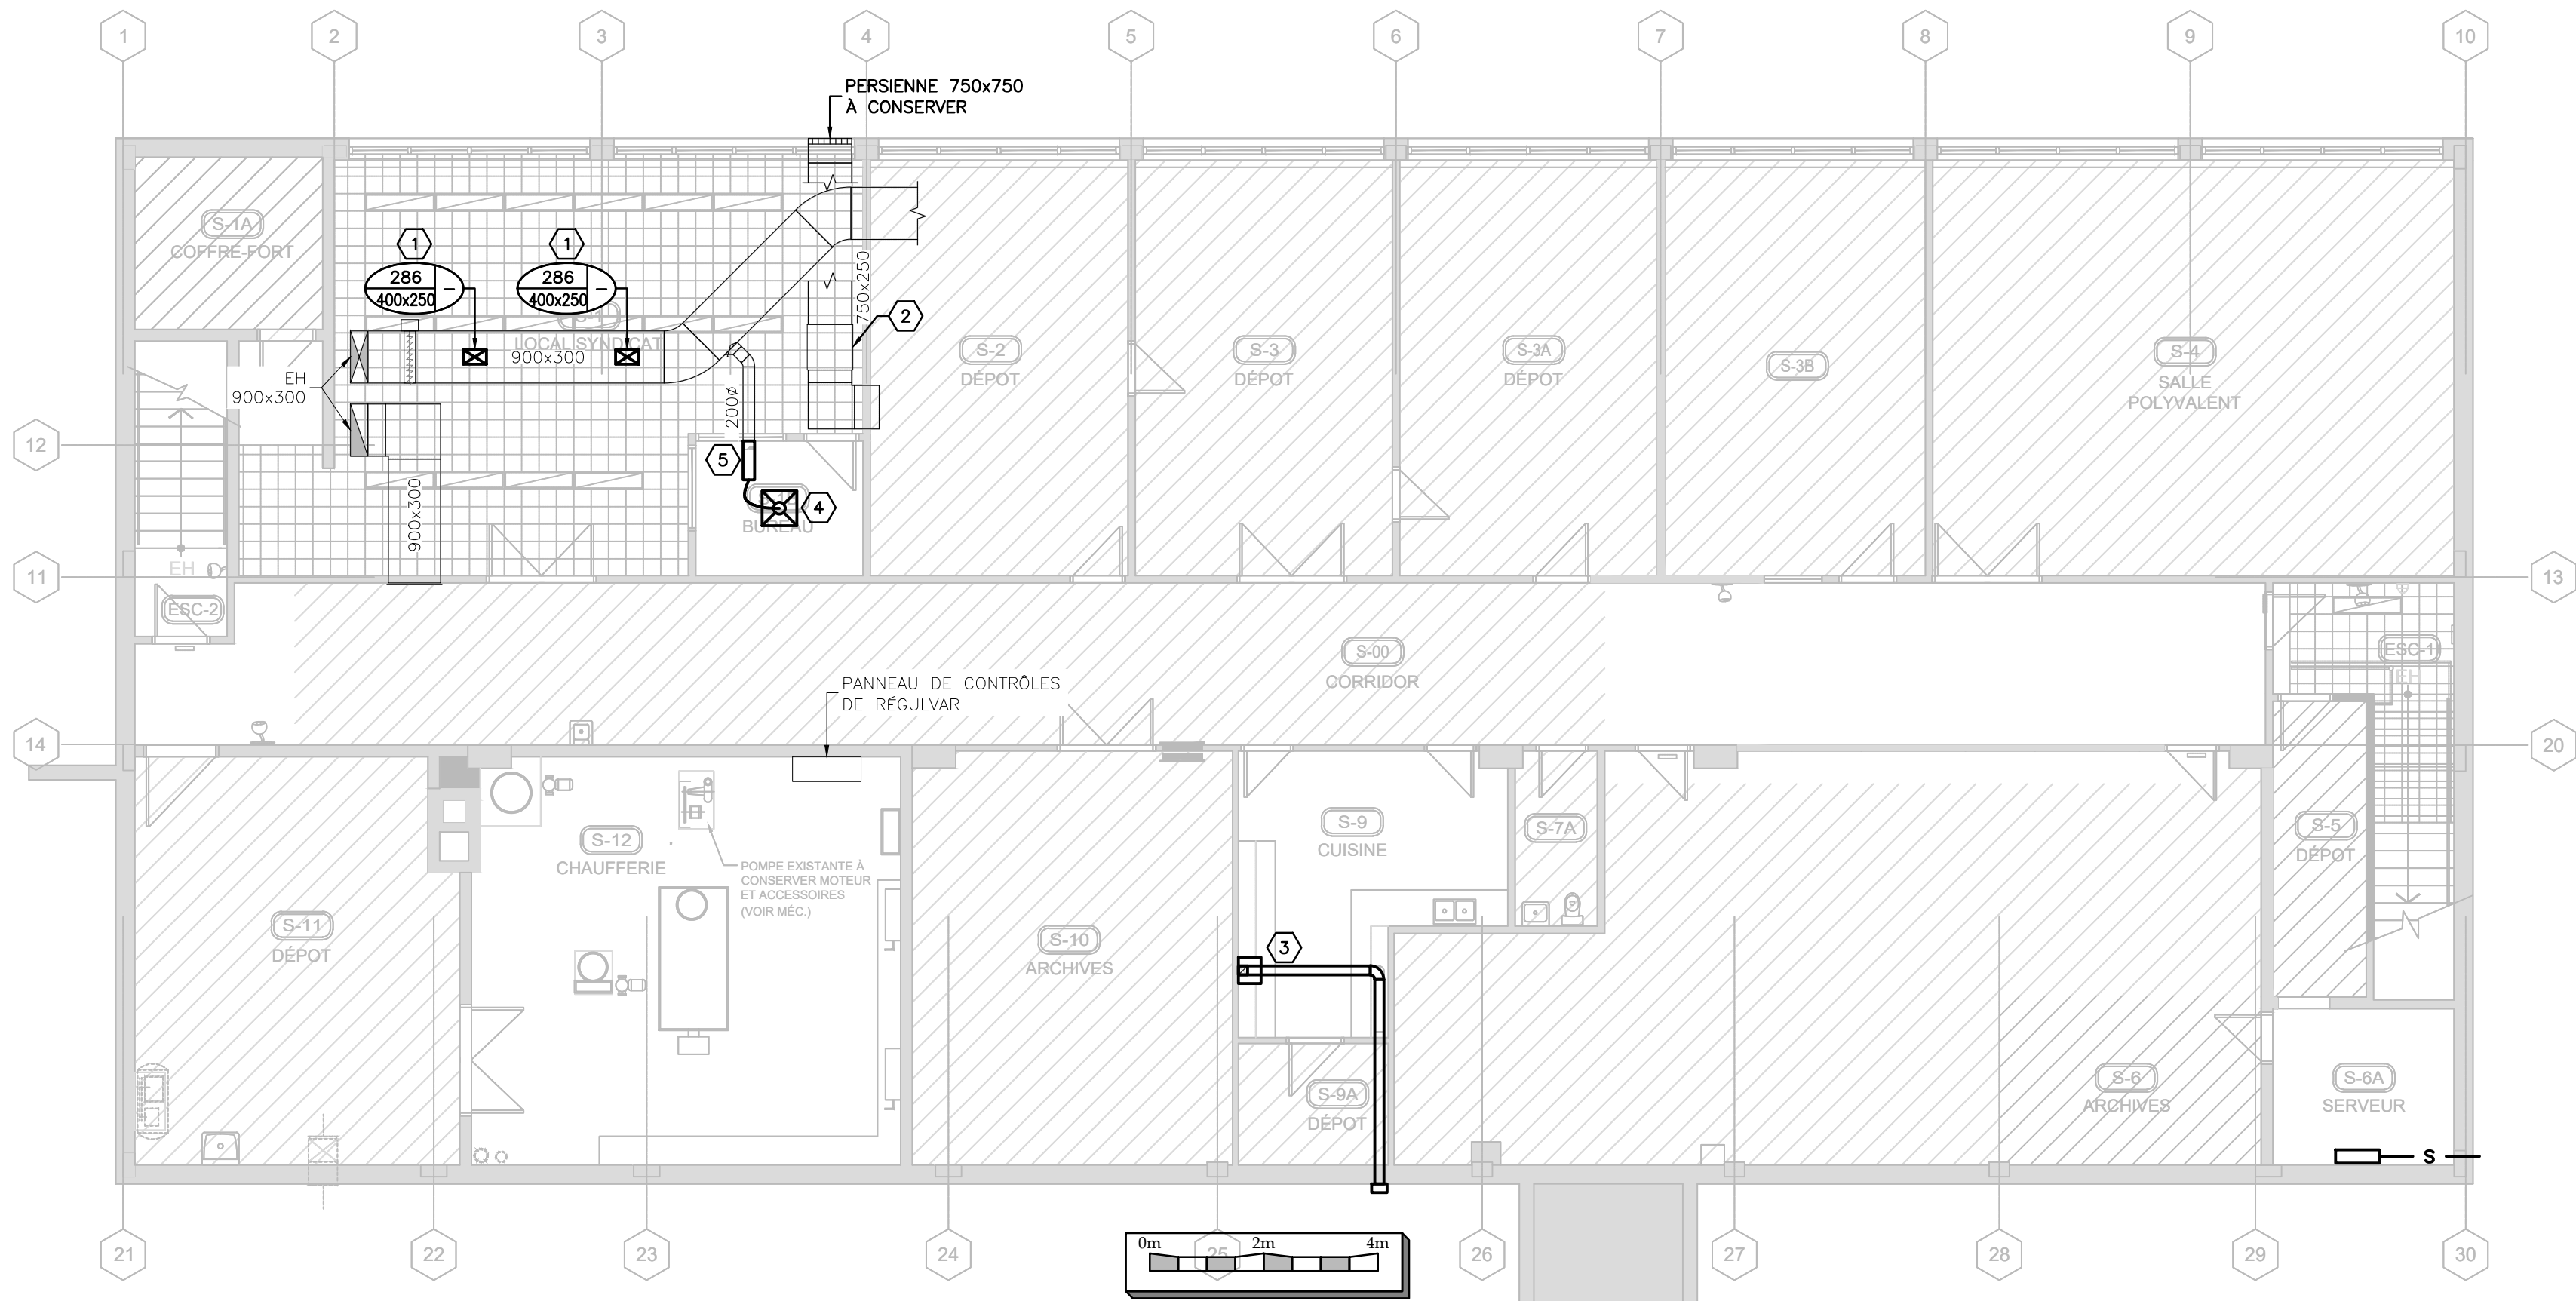 1
2
3
4
5
6
7
8
9
10
PERSIENNE 750x750
À CONSERVER
S-1A
COFFRE-FORT
1
286
400x250
–
1
286
400x250
–
LOCAL SYNDICAT
900x300
750x250
2
EH
900x300
200ø
900x300
5
4
BUREAU
S-2
DÉPOT
S-3
DÉPOT
S-3A
DÉPOT
S-3B
S-4
SALLE
POLYVALENT
12
11
13
EH
ESC-2
S-00
CORRIDOR
ESC-1
EH
PANNEAU DE CONTRÔLES
DE RÉGULVAR
14
20
S-12
CHAUFFERIE
POMPE EXISTANTE À
CONSERVER MOTEUR
ET ACCESSOIRES
(VOIR MÉC.)
S-9
CUISINE
S-7A
S-5
DÉPOT
S-11
DÉPOT
S-10
ARCHIVES
3
S-9A
DÉPOT
S-6
ARCHIVES
S-6A
SERVEUR
S
21
22
23
24
25
26
27
28
29
30
0m
2m
4m